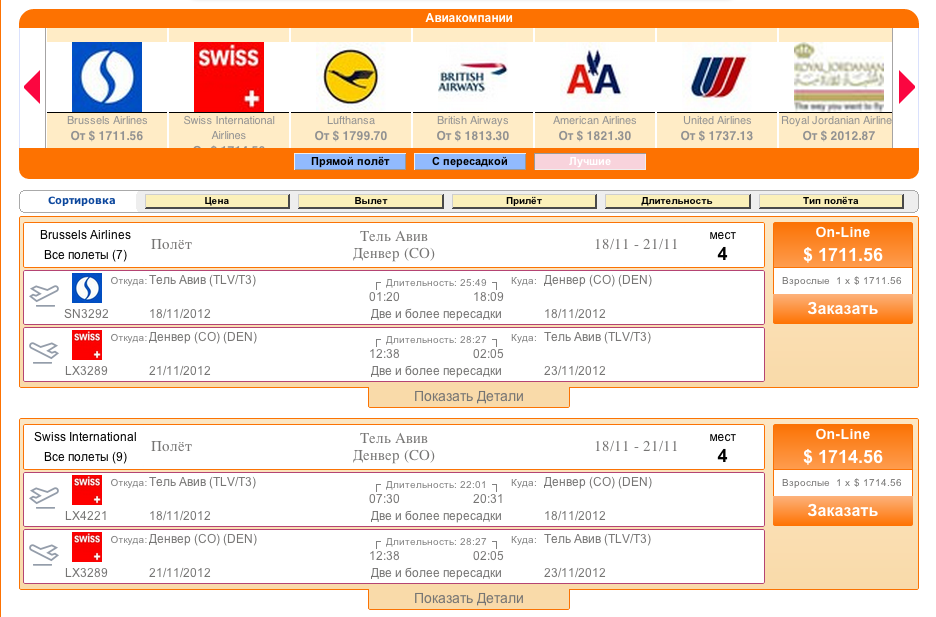 Авиакомпании
swiss
BRITISH AIRWAYS
AA
ROYAL JORDANIAN
The way you want to fly
Brussels Airlines
От $ 1711.56
Swiss International
Airlines
От $ 1714.56
Lufthansa
От $ 1799.70
British Airways
От $ 1813.30
American Airlines
От $ 1821.30
United Airlines
От $ 1737.13
Royal Jordanian Airline
От $ 2012.87
Прямой полёт С пересадкой Лучшие
Сортировка Цена Вылет Прилёт Длительность Тип полёта
Brussels Airlines
Все полеты (7)
Полёт
Тель Авив
Денвер (CO)
18/11 - 21/11
мест
4
On-Line
$ 1711.56
Взрослые 1 x $ 1711.56
Заказать
Откуда: Тель Авив (TLV/T3) Длительность: 25:49 Куда: Денвер (CO) (DEN)
01:20 18:09
SN3292 18/11/2012 Две и более пересадки 18/11/2012
swiss
Откуда: Денвер (CO) (DEN) Длительность: 28:27 Куда: Тель Авив (TLV/T3)
12:38 02:05
LX3289 21/11/2012 Две и более пересадки 23/11/2012
Показать Детали
Swiss International
Все полеты (9)
Полёт
Тель Авив
Денвер (CO)
18/11 - 21/11
мест
4
On-Line
$ 1714.56
Взрослые 1 x $ 1714.56
Заказать
swiss
Откуда: Тель Авив (TLV/T3) Длительность: 22:01 Куда: Денвер (CO) (DEN)
07:30 20:31
LX4221 18/11/2012 Две и более пересадки 18/11/2012
swiss
Откуда: Денвер (CO) (DEN) Длительность: 28:27 Куда: Тель Авив (TLV/T3)
12:38 02:05
LX3289 21/11/2012 Две и более пересадки 23/11/2012
Показать Детали